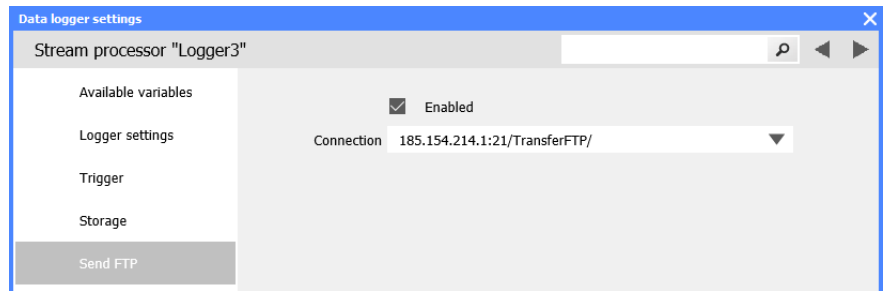 Data logger settings
Stream processor "Logger3"
Available variables
Enabled
Logger settings
Connection 185.154.214.1:21/TransferFTP/
Trigger
Storage
Send FTP